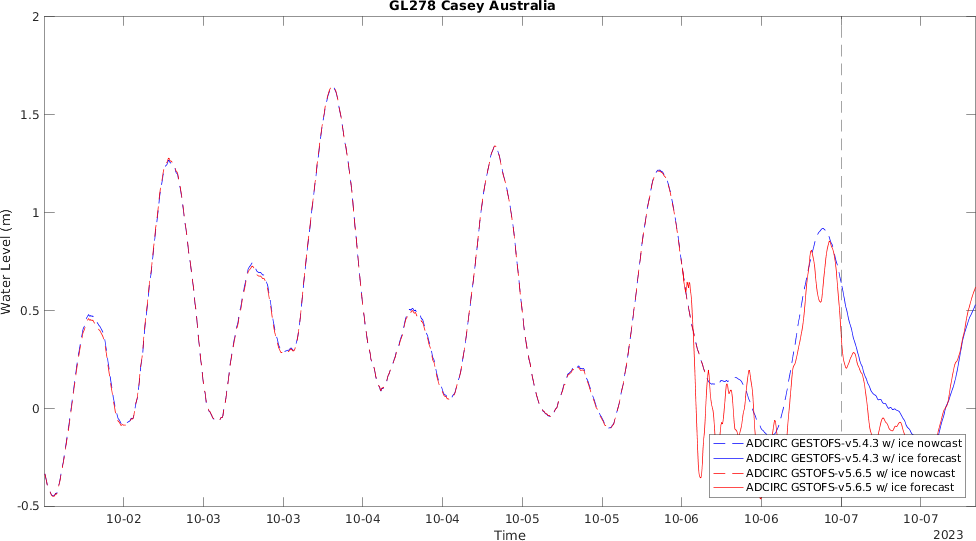 GL278 Casey Australia
2
1.5
1
0.5
0
-0.5
Water Level (m)
ADCIRC GESTOFS-v5.4.3 w/ ice nowcast
ADCIRC GESTOFS-v5.4.3 w/ ice forecast
ADCIRC GSTOFS-v5.6.5 w/ ice nowcast
ADCIRC GSTOFS-v5.6.5 w/ ice forecast
10-02 10-03 10-03 10-04 10-04 10-05 10-05 10-06 10-06 10-07 10-07
Time
2023